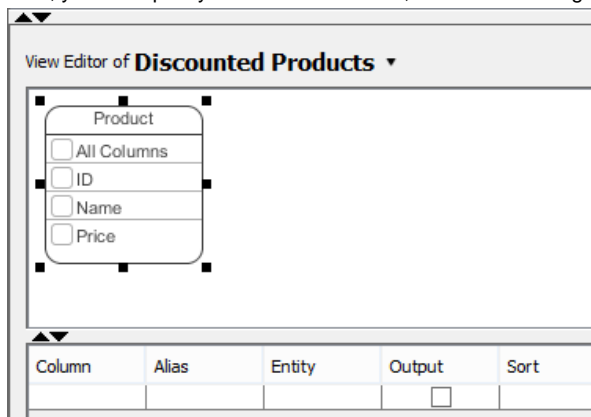 View Editor of Discounted Products
Product
All Columns
ID
Name
Price
Column Alias Entity Output Sort